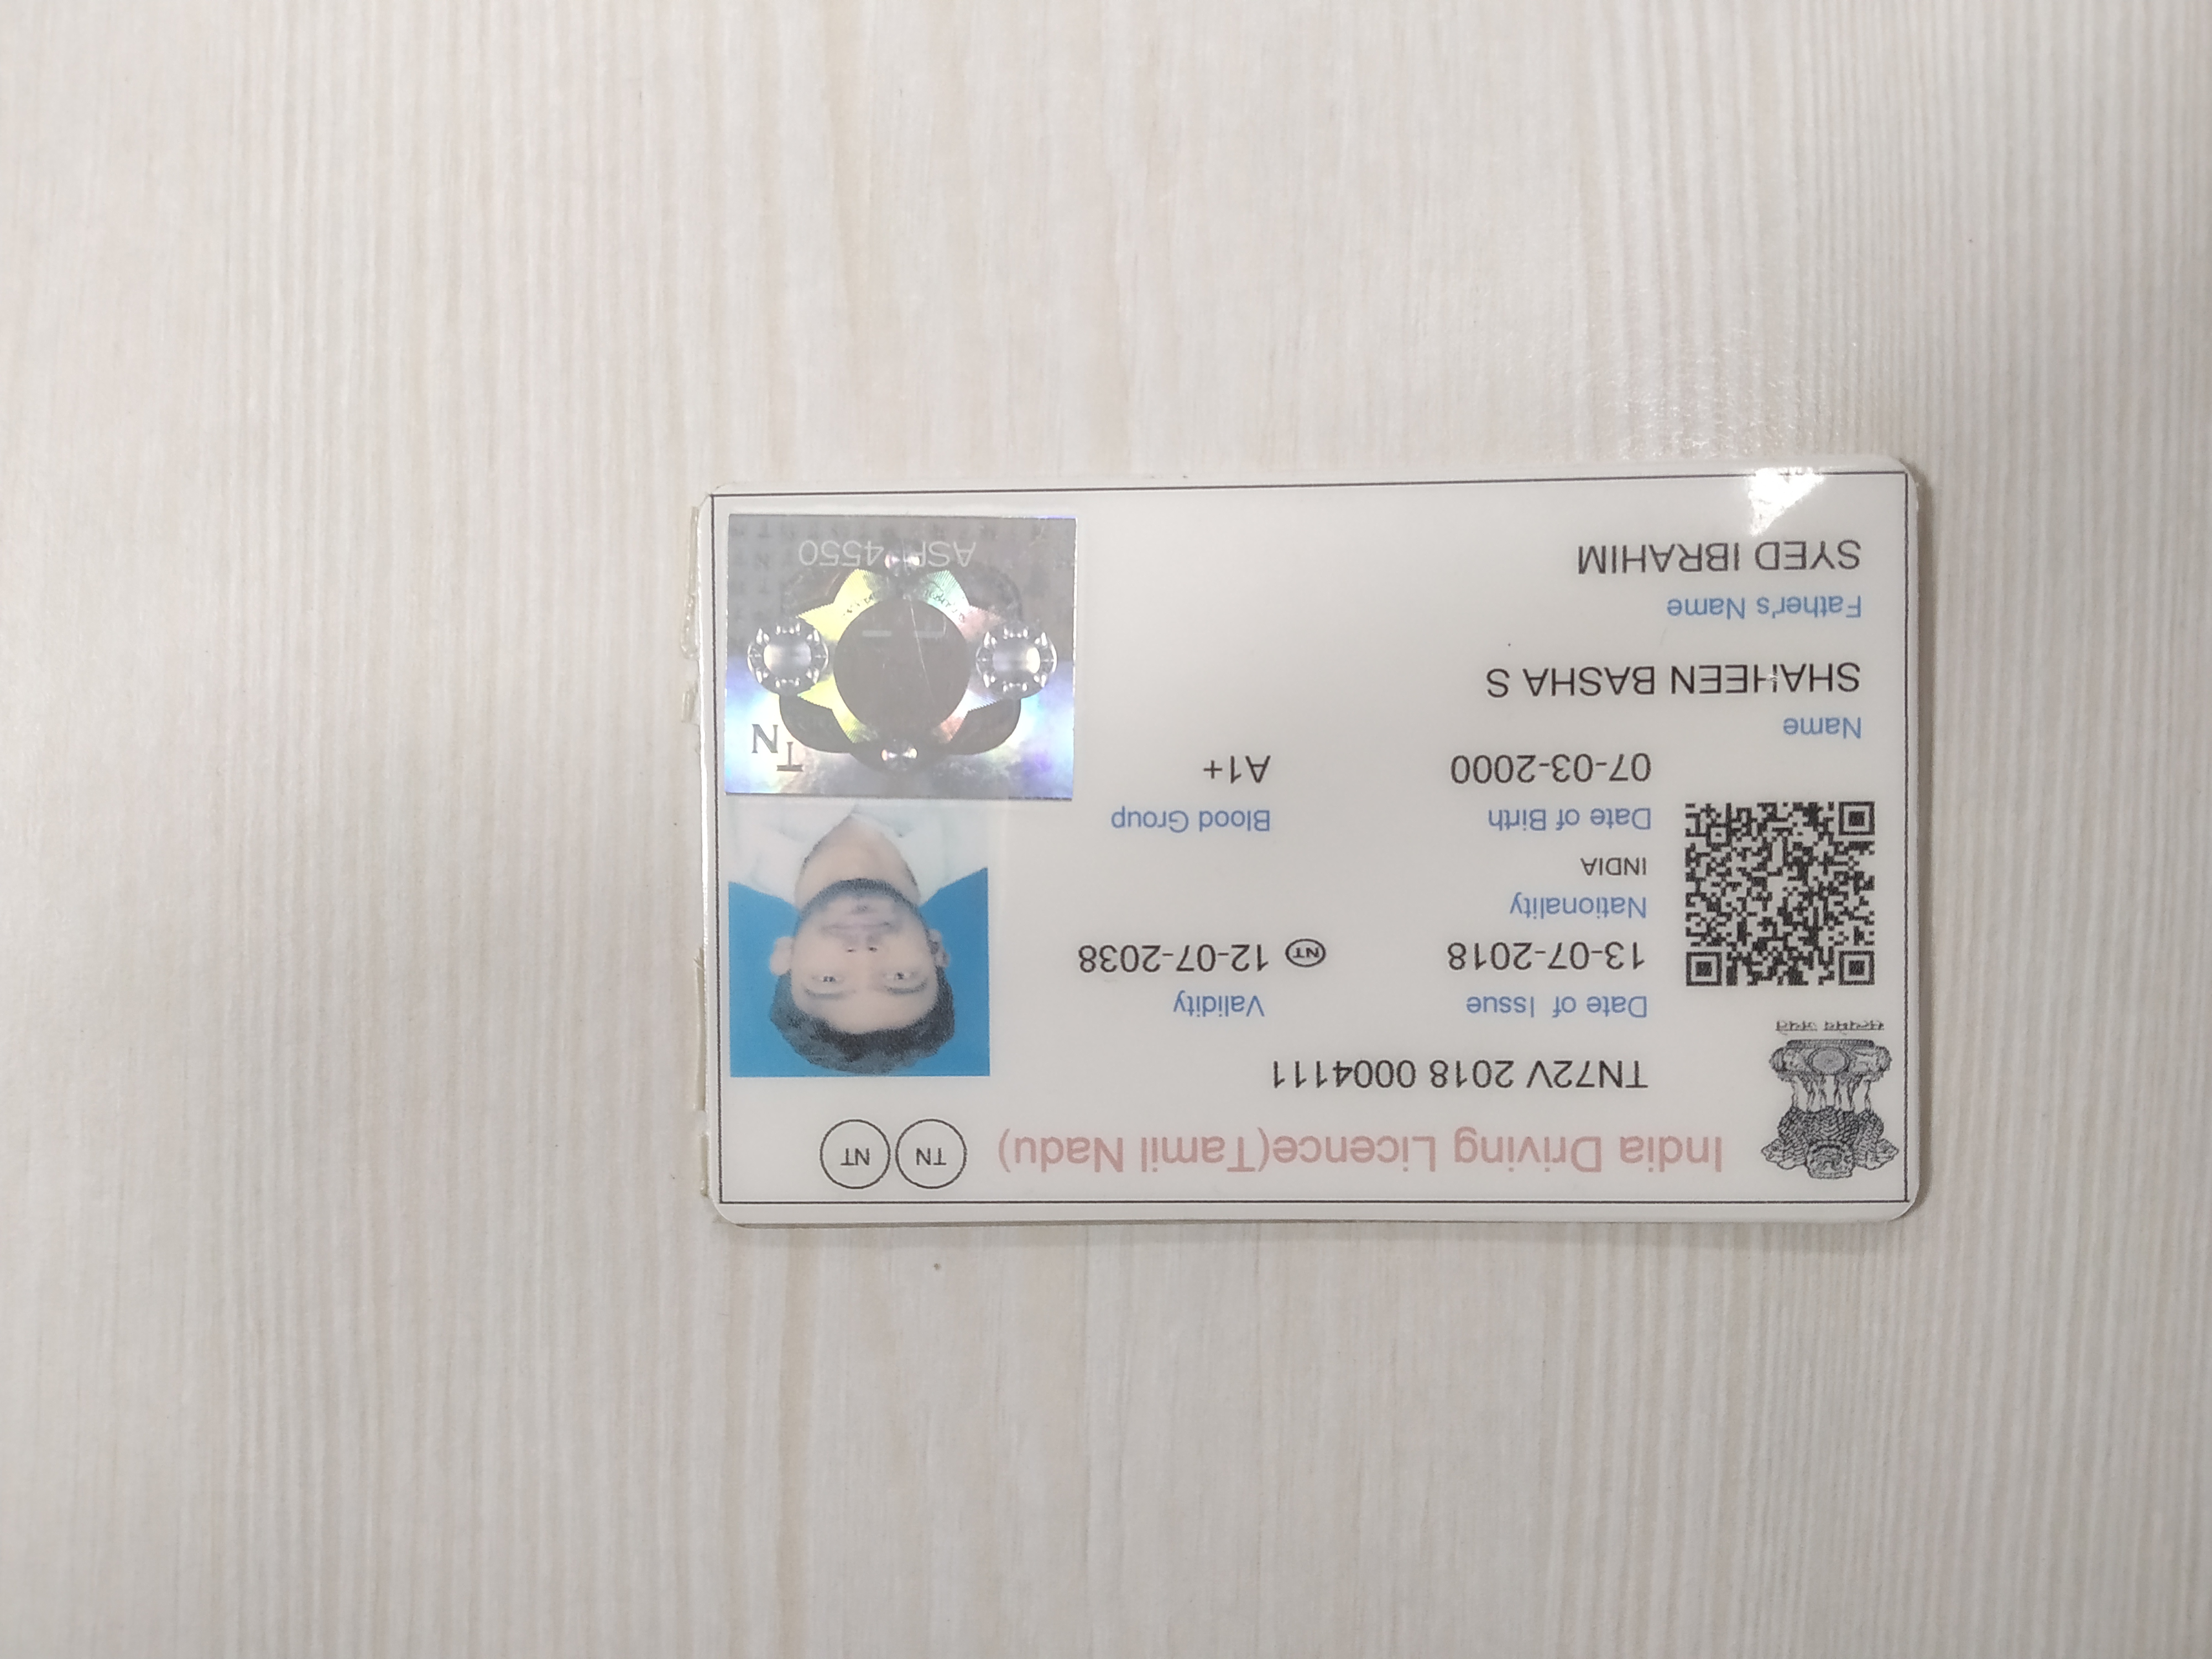 India Driving Licence(Tamil Nadu) TN NT
सत्यमेव जयते
TN72V 2018 0004111
Date of Issue Validity
13-07-2018 NT 12-07-2038
Nationality
INDIA
Date of Birth Blood Group
07-03-2000 A1+
Name
SHAHEEN BASHA S
Father's Name
SYED IBRAHIM
TN
4550